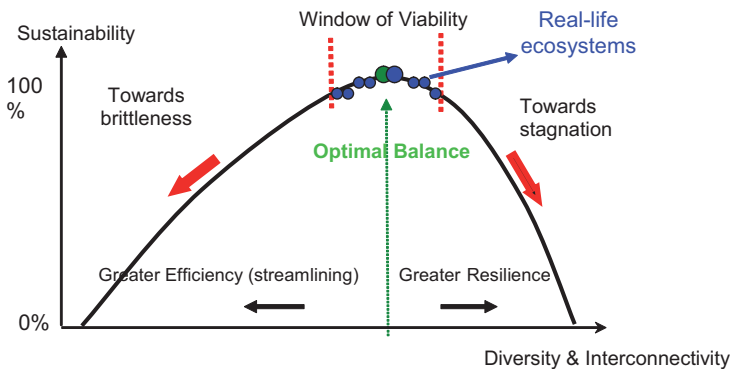 Window of Viability
Real-life
ecosystems
Sustainability
100
%
Towards
brittleness
Towards
stagnation
Optimal Balance
Greater Efficiency (streamlining)
Greater Resilience
0%
Diversity & Interconnectivity